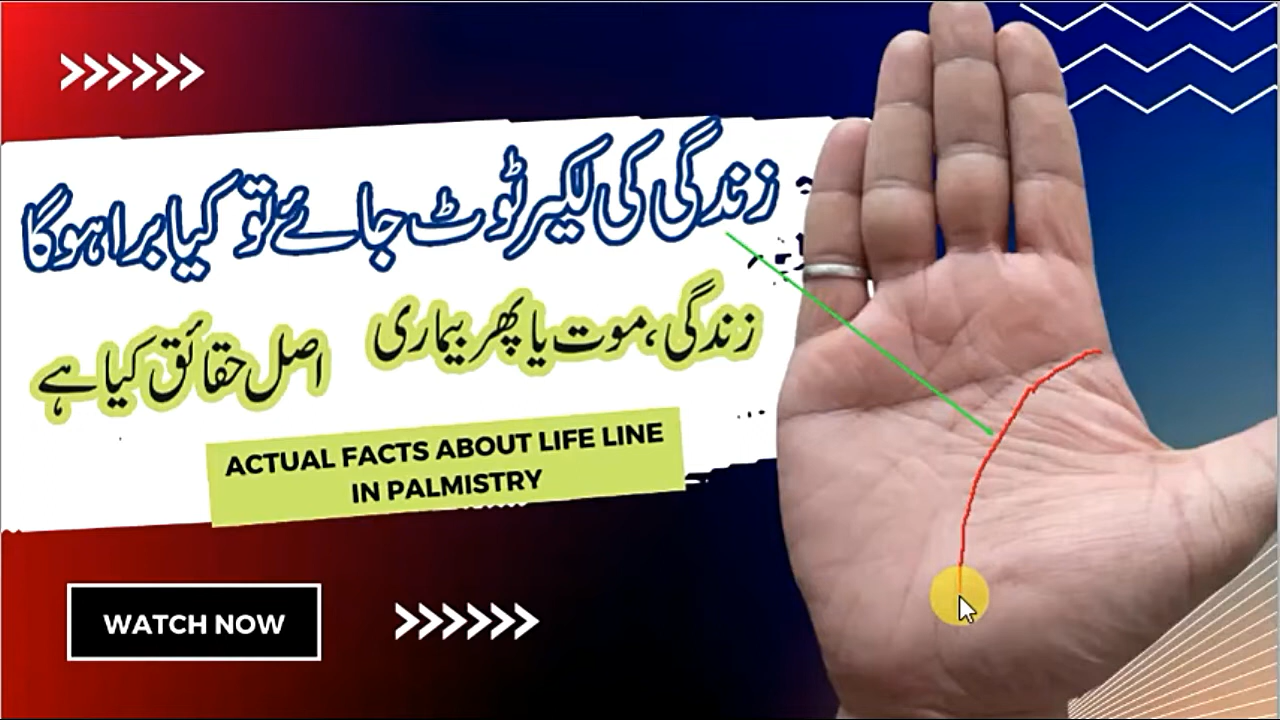 زندگی کی لکیر ٹوٹ جائے تو کیا برا ہوگا
زندگی، موت یا پھر بیماری
اصل حقائق کیا ہے
ACTUAL FACTS ABOUT LIFE LINE
IN PALMISTRY
WATCH NOW